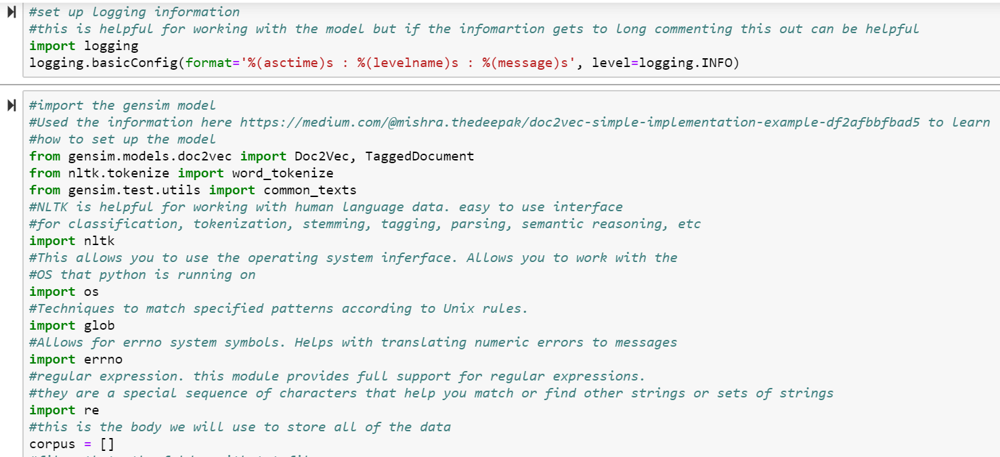 #set up logging information
#this is helpful for working with the model but if the infomartion gets to long commenting this out can be helpful
import logging
logging.basicConfig(format='%(asctime)s : %(levelname)s : %(message)s', level=logging.INFO)
#import the gensim model
#Used the information here https://medium.com/@mishra.thedeepak/doc2vec-simple-implementation-example-df2afbbfbad5 to learn
#how to set up the model
from gensim.models.doc2vec import Doc2Vec, TaggedDocument
from nltk.tokenize import word_tokenize
from gensim.test.utils import common_texts
#NLTK is helpful for working with human language data. easy to use interface
#for classification, tokenization, stemming, tagging, parsing, semantic reasoning, etc
import nltk
#This allows you to use the operating system inferface. Allows you to work with the
#OS that python is running on
import os
#Techniques to match specified patterns according to Unix rules.
import glob
#Allows for errno system symbols. Helps with translating numeric errors to messages
import errno
#regular expression. this module provides full support for regular expressions.
#they are a special sequence of characters that help you match or find other strings or sets of strings
import re
#this is the body we will use to store all of the data
corpus = []